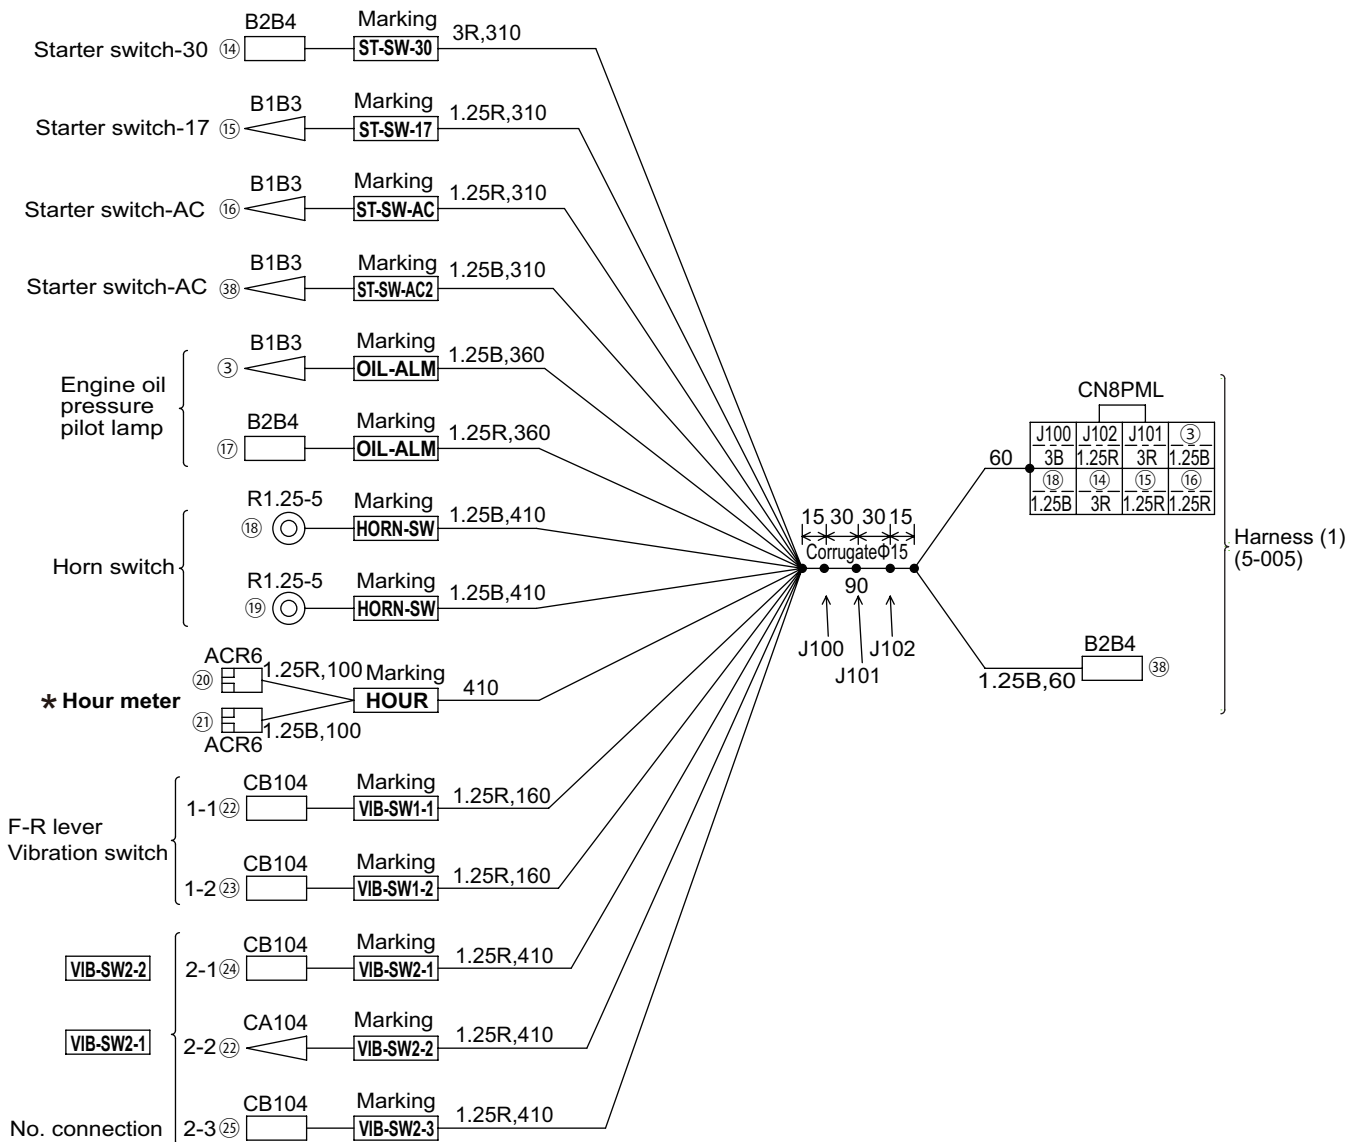 B2B4 Marking
Starter switch-30 ⑭ ST-SW-30 3R,310
B1B3 Marking
Starter switch-17 ⑮ ST-SW-17 1.25R,310
B1B3 Marking
Starter switch-AC ⑯ ST-SW-AC 1.25R,310
B1B3 Marking
Starter switch-AC ㊳ ST-SW-AC2 1.25B,310
Engine oil
pressure
pilot lamp
B1B3 Marking
③ OIL-ALM 1.25B,360
B2B4 Marking
⑰ OIL-ALM 1.25R,360
Horn switch
R1.25-5 Marking
⑱ HORN-SW 1.25B,410
R1.25-5 Marking
⑲ HORN-SW 1.25B,410
* Hour meter
ACR6
⑳ 1.25R,100
㉑ 1.25B,100
ACR6
Marking
HOUR 410
F-R lever
Vibration switch
CB104 Marking
1-1 ㉒ VIB-SW1-1 1.25R,160
CB104 Marking
1-2 ㉓ VIB-SW1-2 1.25R,160
CB104 Marking
VIB-SW2-2 2-1 ㉔ VIB-SW2-1 1.25R,410
CA104 Marking
VIB-SW2-1 2-2 ㉒ VIB-SW2-2 1.25R,410
CB104 Marking
No. connection 2-3 ㉕ VIB-SW2-3 1.25R,410
15 30 30 15
CorrugateΦ15
90
J100
J101
J102
60
CN8PML
J100 J102 J101 ③
3B 1.25R 3R 1.25B
⑱ ⑭ ⑮ ⑯
1.25B 3R 1.25R 1.25R
B2B4
㊳
1.25B,60
Harness (1)
(5-005)